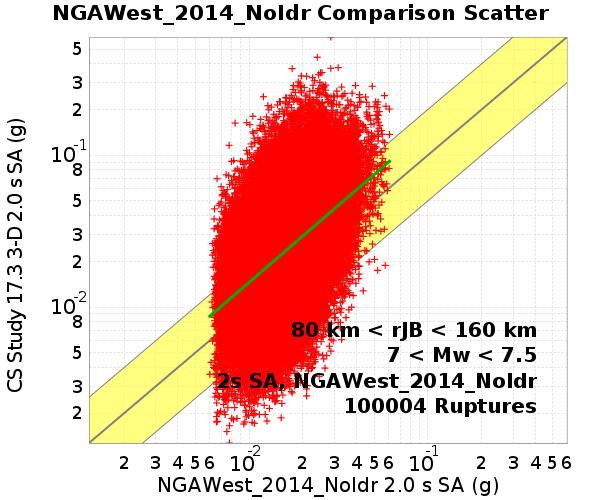 NGAWest_2014_NoIdr Comparison Scatter
CS Study 17.3 3-D 2.0 s SA (g)
5
3
2
10-1
8
5
3
2
10-2
8
5
3
2
80 km < rJB < 160 km
7 < Mw < 7.5
2s SA, NGAWest_2014_NoIdr
100004 Ruptures
2 3 4 5 6 10-2 2 3 4 5 6 10-1 2 3 4 5 6
NGAWest_2014_NoIdr 2.0 s SA (g)